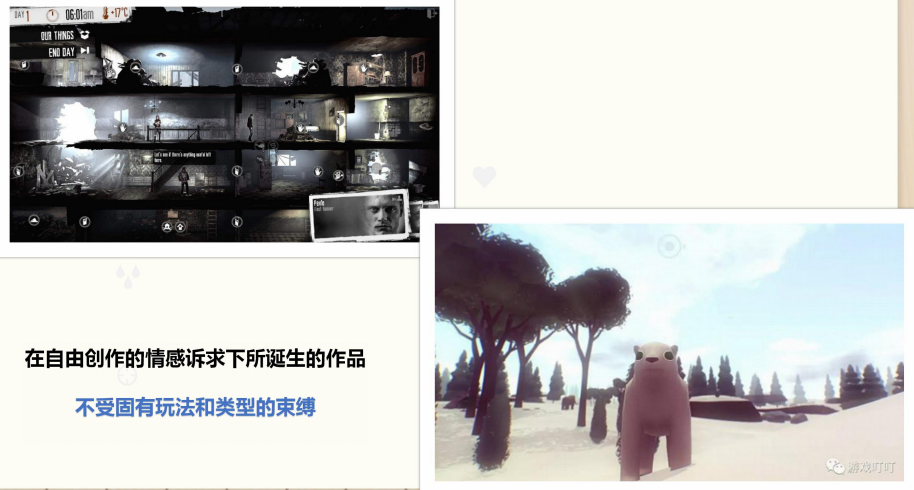 DAY 1
06:01am
+17°C
OUR THINGS
END DAY
Let's see if there's anything useful left
here.
Pavle
在自由创作的情感诉求下所诞生的作品
不受固有玩法和类型的束缚
游戏叮叮